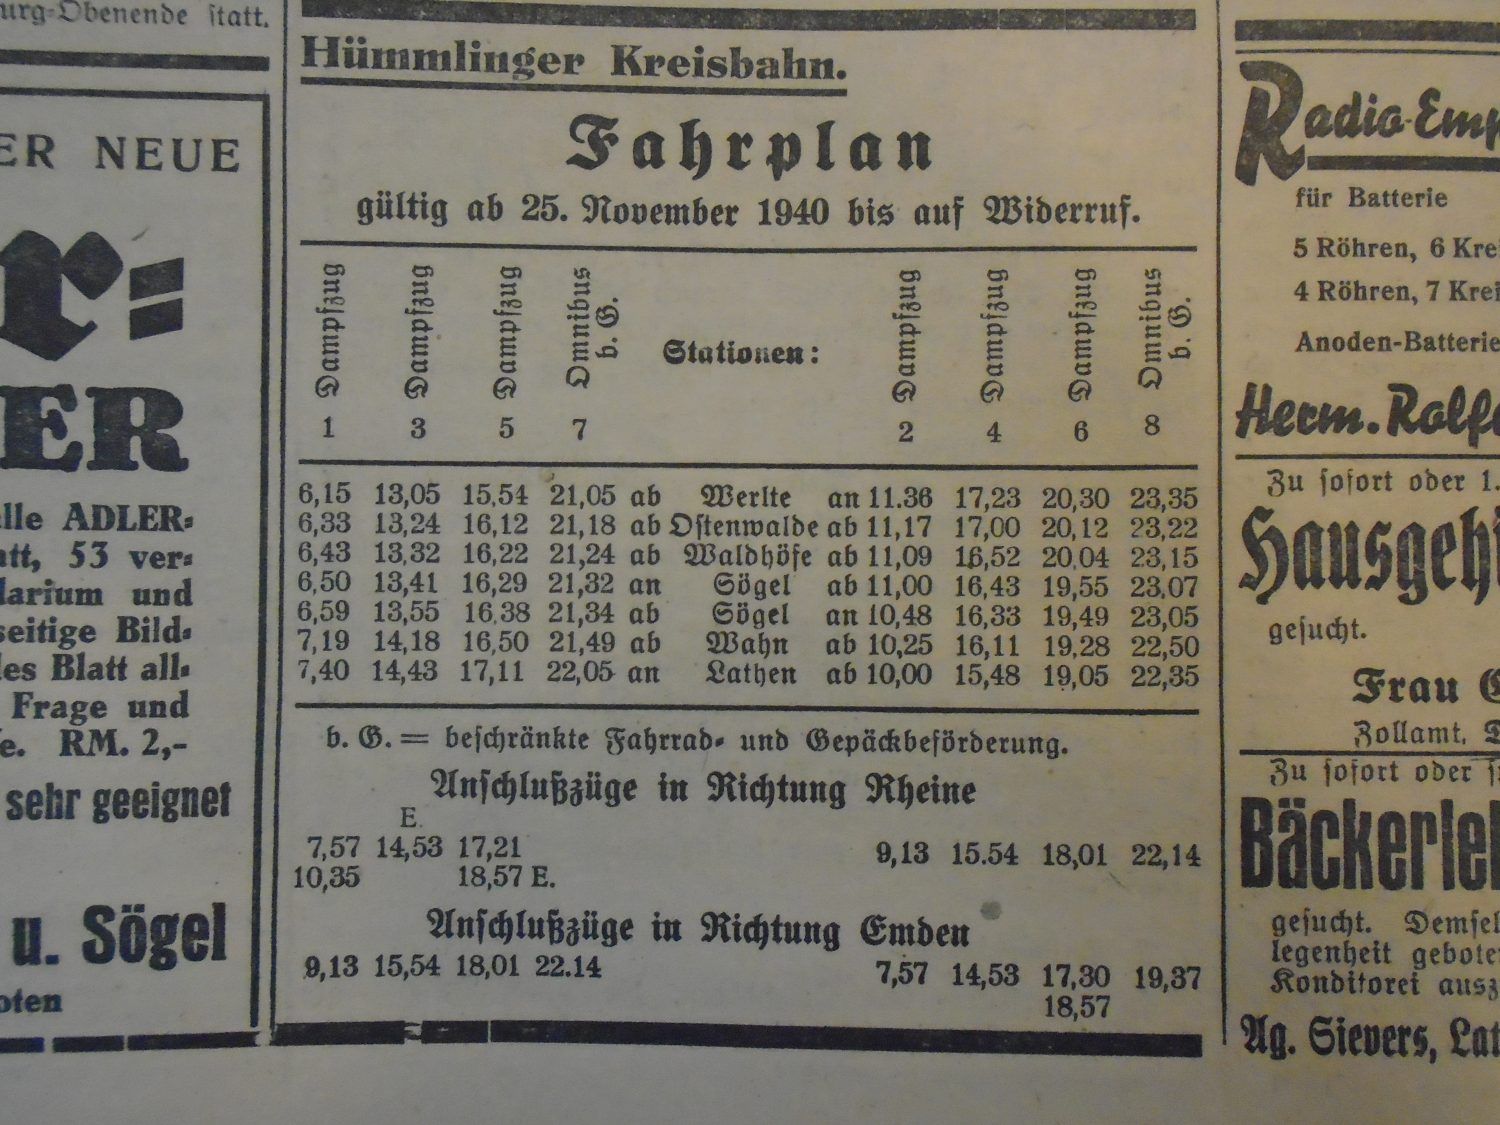 urg-Obenende statt.
ER NEUE
r=
ER
lle ADLER=
att, 53 ver=
larium und
seitige Bild=
les Blatt all=
Frage und
RM. 2,-
sehr geeignet
u. Sögel
oten
Hümmlinger Kreisbahn.
Fahrplan
gültig ab 25. November 1940 bis auf Widerruf.
Dampfzug Dampfzug Dampfzug Omnibus b. G. Stationen: Dampfzug Dampfzug Dampfzug Omnibus b. G.
1 3 5 7 2 4 6 8
6,15 13,05 15,54 21,05 ab Werlte an 11.36 17,23 20,30 23,35
6,33 13,24 16,12 21,18 ab Ostenwalde ab 11,17 17,00 20,12 23,22
6,43 13,32 16,22 21,24 ab Waldhöfe ab 11,09 16,52 20,04 23,15
6,50 13,41 16,29 21,32 an Sögel ab 11,00 16,43 19,55 23,07
6,59 13,55 16,38 21,34 ab Sögel an 10,48 16,33 19,49 23,05
7,19 14,18 16,50 21,49 ab Wahn ab 10,25 16,11 19,28 22,50
7,40 14,43 17,11 22,05 an Lathen ab 10,00 15,48 19,05 22,35
b. G. = beschränkte Fahrrad= und Gepäckbeförderung.
Anschlußzüge in Richtung Rheine
E.
7,57 14,53 17,21 9,13 15.54 18,01 22,14
10,35 18,57 E.
Anschlußzüge in Richtung Emden
9,13 15,54 18,01 22.14 7,57 14,53 17,30 19,37
18,57
Radio-Emp
für Batterie
5 Röhren, 6 Kre
4 Röhren, 7 Krei
Anoden-Batterie
Herm. Rolf
Zu sofort oder 1.
Hausgeh
gesucht.
Frau
Zollamt,
Zu sofort oder
Bäckerleh
gesucht. Demsel
legenheit gebote
Konditorei ausz
Ag. Sievers, Lat